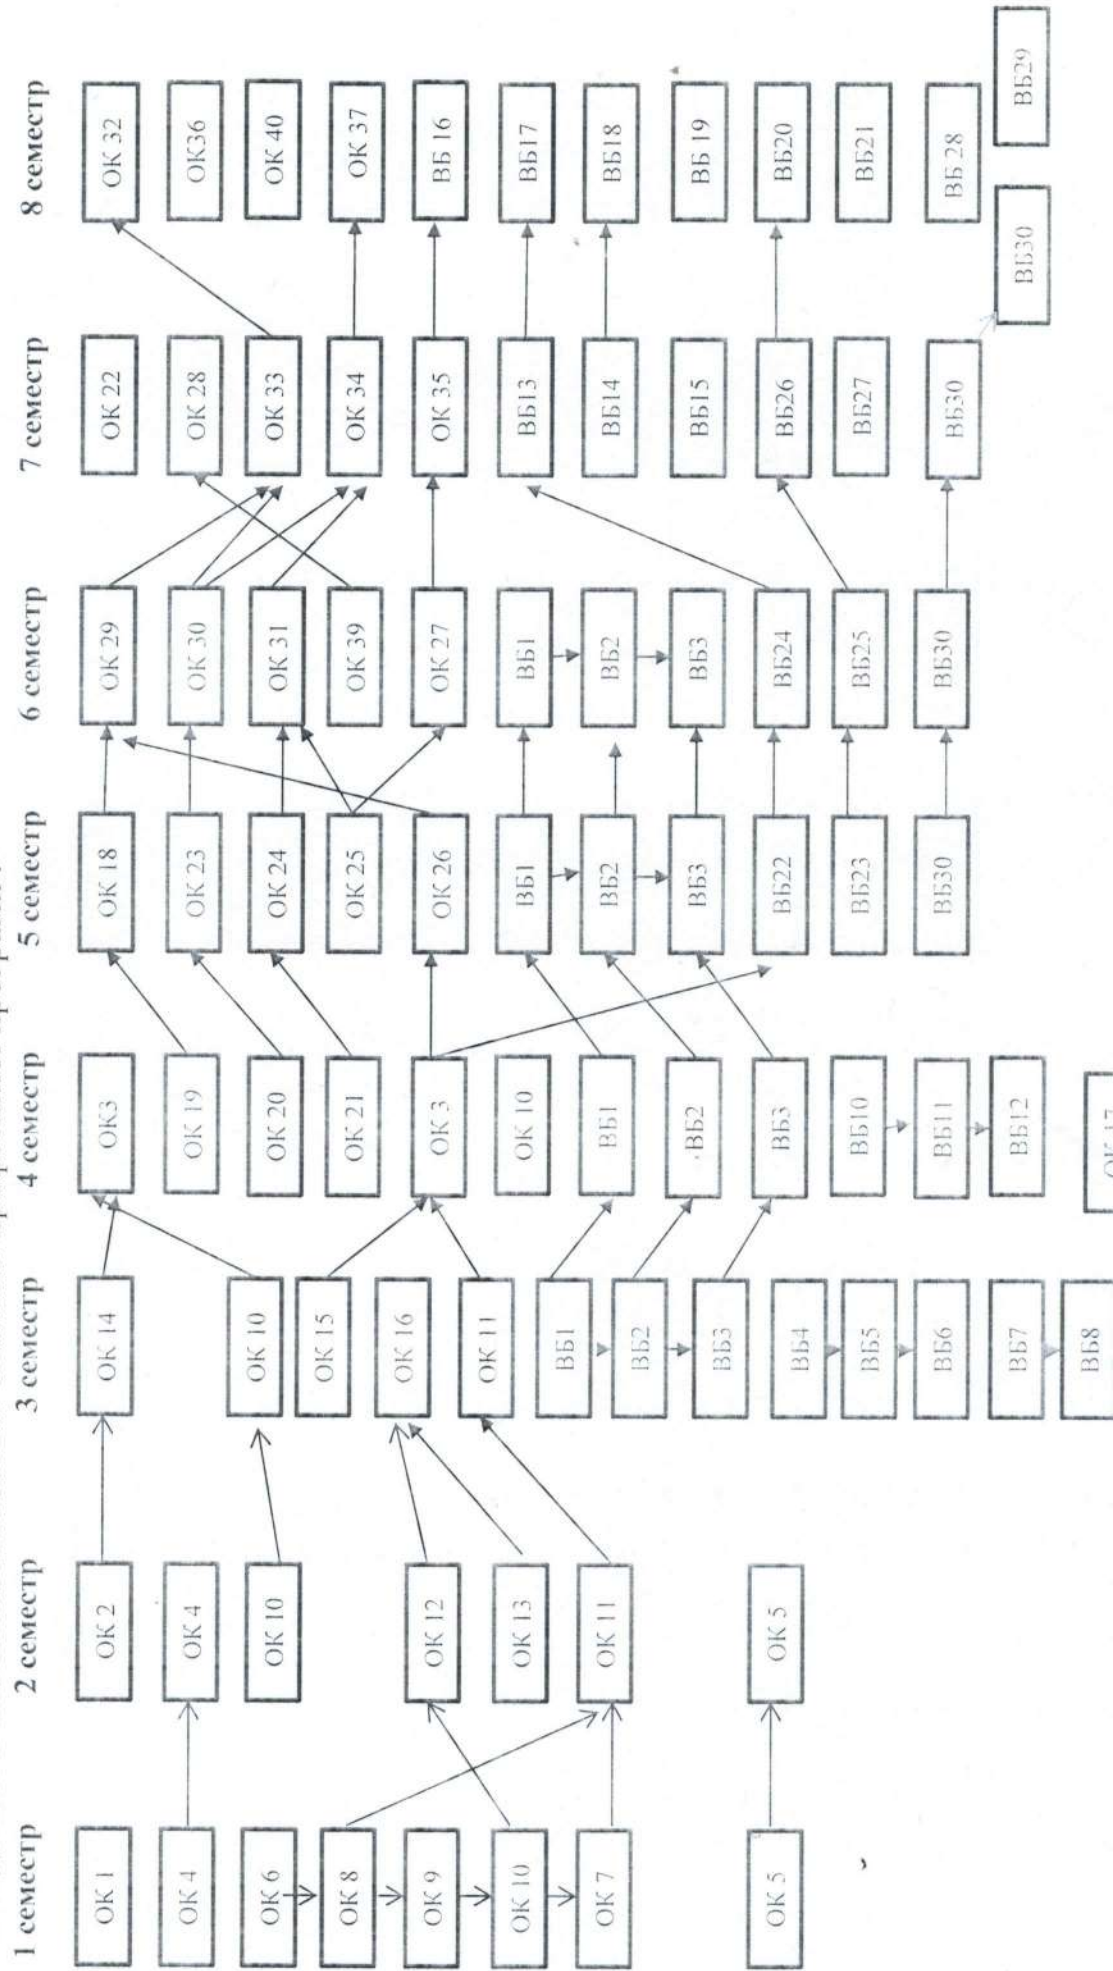 1 семестр
2 семестр
3 семестр
4 семестр
5 семестр
6 семестр
7 семестр
8 семестр
ОК 1
ОК 4
ОК 6
ОК 8
ОК 9
ОК 10
ОК 7
ОК 5
ОК 2
ОК 4
ОК 10
ОК 12
ОК 13
ОК 11
ОК 5
ОК 14
ОК 10
ОК 15
ОК 16
ОК 11
ВБ1
ВБ2
ВБ3
ВБ4
ВБ5
ВБ6
ВБ7
ВБ8
ОК3
ОК 19
ОК 20
ОК 21
ОК 3
ОК 10
ВБ1
ВБ2
ВБ3
ВБ10
ВБ11
ВБ12
ОК 17
ОК 18
ОК 23
ОК 24
ОК 25
ОК 26
ВБ1
ВБ2
ВБ3
ВБ22
ВБ23
ВБ30
ОК 29
ОК 30
ОК 31
ОК 39
ОК 27
ВБ1
ВБ2
ВБ3
ВБ24
ВБ25
ВБ30
ОК 22
ОК 28
ОК 33
ОК 34
ОК 35
ВБ13
ВБ14
ВБ15
ВБ26
ВБ27
ВБ30
ОК 32
ОК36
ОК 40
ОК 37
ВБ 16
ВБ17
ВБ18
ВБ 19
ВБ20
ВБ21
ВБ 28
ВБ30
ВБ29